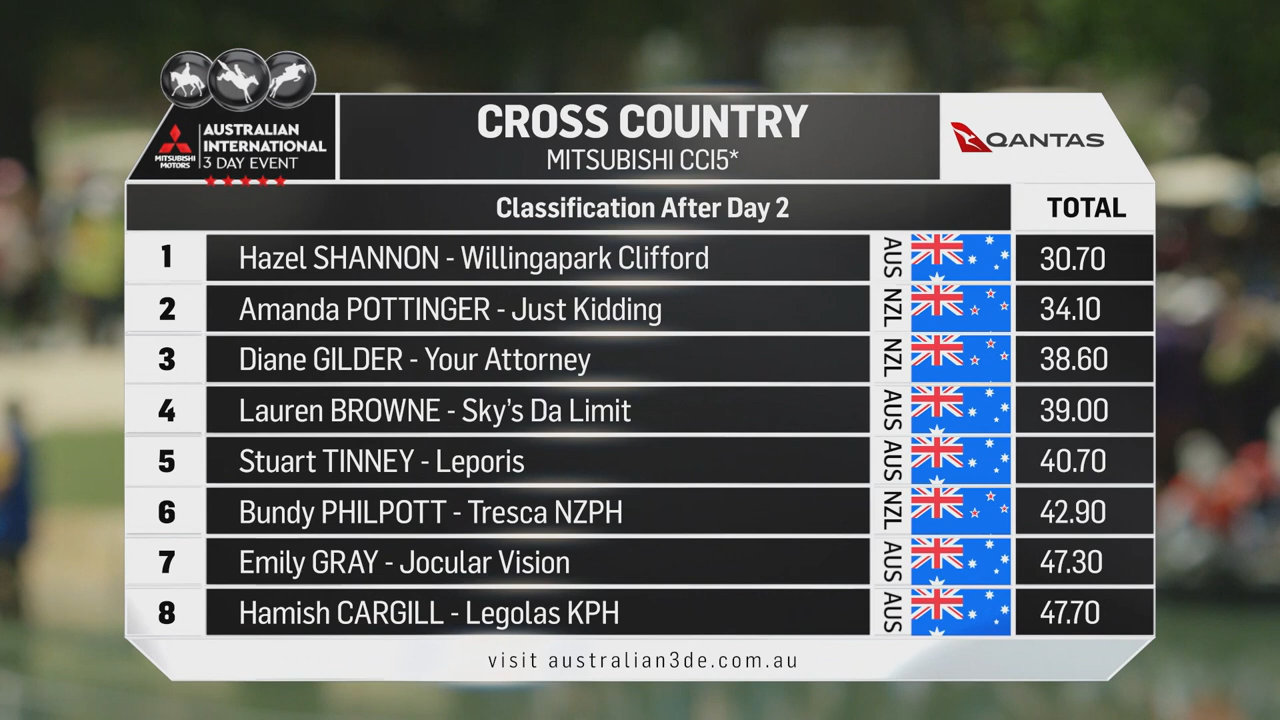 MITSUBISHI MOTORS
AUSTRALIAN
INTERNATIONAL
3 DAY EVENT
CROSS COUNTRY
MITSUBISHI CCI5*
QANTAS
Classification After Day 2 TOTAL
1 Hazel SHANNON - Willingapark Clifford AUS 30.70
2 Amanda POTTINGER - Just Kidding NZL 34.10
3 Diane GILDER - Your Attorney NZL 38.60
4 Lauren BROWNE - Sky's Da Limit AUS 39.00
5 Stuart TINNEY - Leporis AUS 40.70
6 Bundy PHILPOTT - Tresca NZPH NZL 42.90
7 Emily GRAY - Jocular Vision AUS 47.30
8 Hamish CARGILL - Legolas KPH AUS 47.70
visit australian3de.com.au